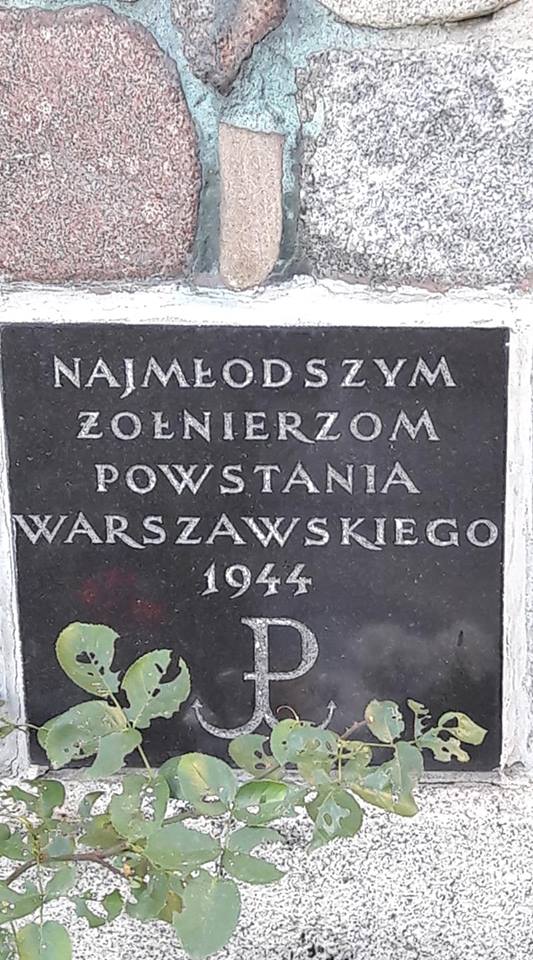 NAJMŁODSZYM
ŻOŁNIERZOM
POWSTANIA
WARSZAWSKIEGO
1944